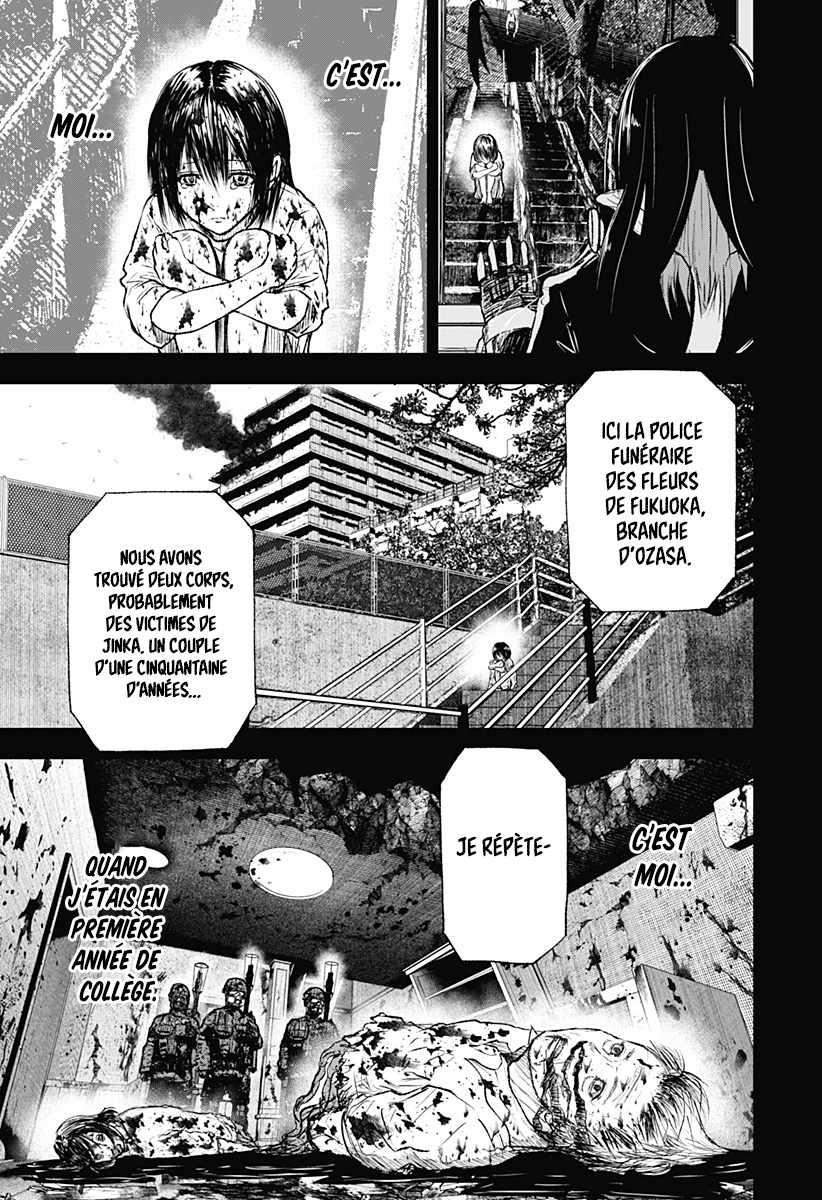 C'EST...
MOI...
ICI LA POLICE
FUNÉRAIRE
DES FLEURS
DE FUKUOKA,
BRANCHE
D'OZASA.
NOUS AVONS
TROUVÉ DEUX CORPS,
PROBABLEMENT
DES VICTIMES DE
JINKA. UN COUPLE
D'UNE CINQUANTAINE
D'ANNÉES...
C'EST
MOI...
JE RÉPÈTE-
QUAND
J'ÉTAIS EN
PREMIÈRE
ANNÉE DE
COLLÈGE.